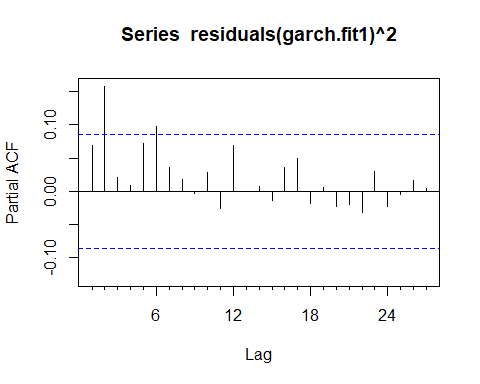 Series residuals(garch.fit1)^2
Partial ACF
0.10
0.00
-0.10
6 12 18 24
Lag